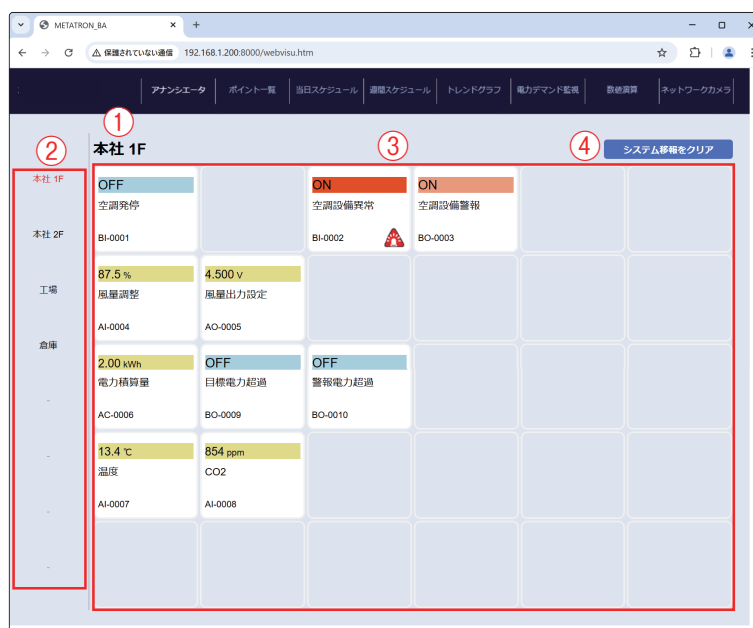 METATRON_BA
保護されていない通信 192.168.1.200:8000/webvisu.htm
アナンシエータ ポイント一覧 当日スケジュール 週間スケジュール トレンドグラフ 電力デマンド監視 数値演算 ネットワークカメラ
① ② ③ ④
本社 1F
システム移報をクリア
本社 1F
本社 2F
工場
倉庫
-
-
-
-
OFF
空調発停
BI-0001
ON
空調設備異常
BI-0002
ON
空調設備警報
BO-0003
87.5 %
風量調整
AI-0004
4.500 V
風量出力設定
AO-0005
2.00 kWh
電力積算量
AC-0006
OFF
目標電力超過
BO-0009
OFF
警報電力超過
BO-0010
13.4 ℃
温度
AI-0007
854 ppm
CO2
AI-0008